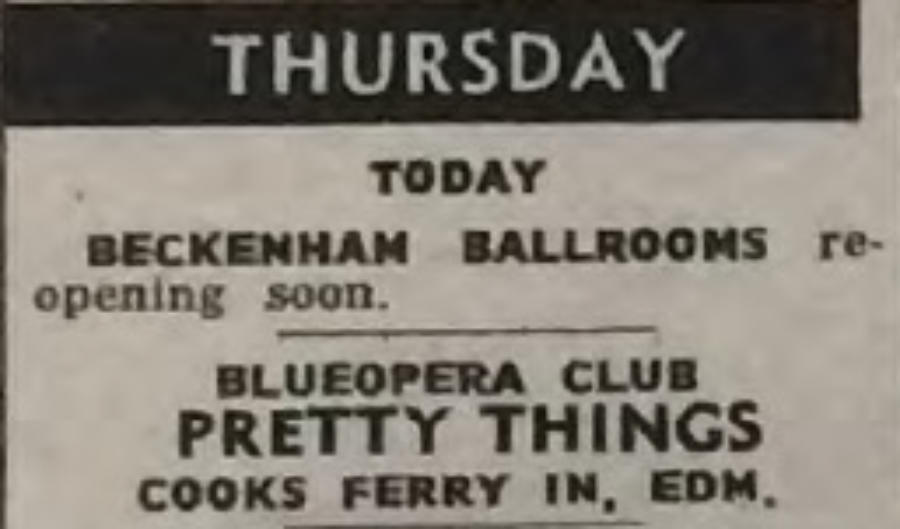 THURSDAY
TODAY
BECKENHAM BALLROOMS re-
opening soon.
BLUEOPERA CLUB
PRETTY THINGS
COOKS FERRY IN, EDM.